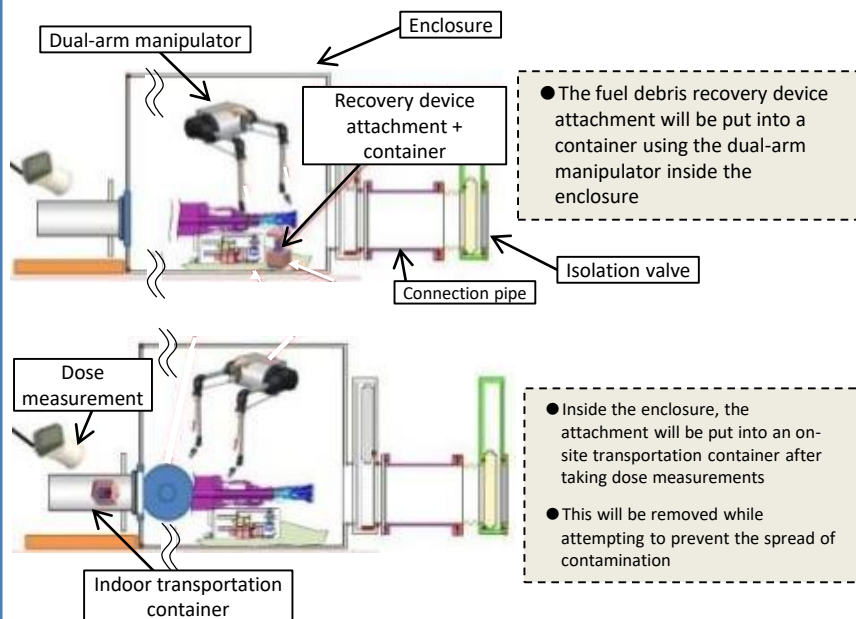 Dual-arm manipulator
Enclosure
Recovery device
attachment +
container
● The fuel debris recovery device
attachment will be put into a
container using the dual-arm
manipulator inside the
enclosure
Isolation valve
Connection pipe
Dose
measurement
● Inside the enclosure, the
attachment will be put into an on-
site transportation container after
taking dose measurements
● This will be removed while
attempting to prevent the spread of
contamination
Indoor transportation
container